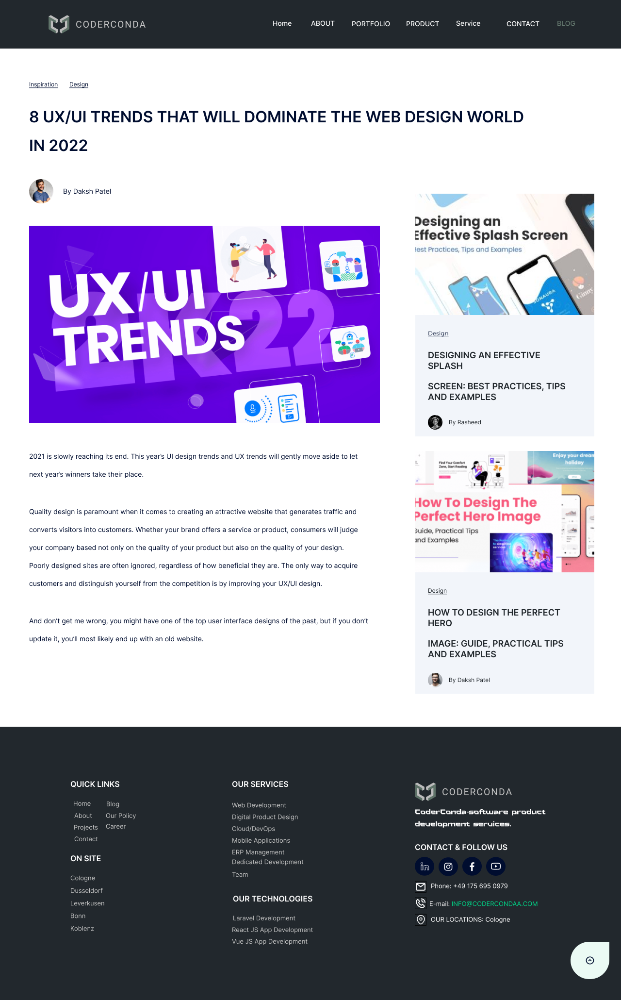 CODERCONDA
Home ABOUT PORTFOLIO PRODUCT Service CONTACT BLOG
Inspiration Design
8 UX/UI TRENDS THAT WILL DOMINATE THE WEB DESIGN WORLD
IN 2022
By Daksh Patel
UX/UI
TRENDS
2K22
2021 is slowly reaching its end. This year’s UI design trends and UX trends will gently move aside to let
next year’s winners take their place.
Quality design is paramount when it comes to creating an attractive website that generates traffic and
converts visitors into customers. Whether your brand offers a service or product, consumers will judge
your company based not only on the quality of your product but also on the quality of your design.
Poorly designed sites are often ignored, regardless of how beneficial they are. The only way to acquire
customers and distinguish yourself from the competition is by improving your UX/UI design.
And don’t get me wrong, you might have one of the top user interface designs of the past, but if you don’t
update it, you’ll most likely end up with an old website.
Designing an
Effective Splash Screen
Best Practices, Tips and Examples
SONAURA
Ginny
Design
DESIGNING AN EFFECTIVE
SPLASH
SCREEN: BEST PRACTICES, TIPS
AND EXAMPLES
By Rasheed
Find Your Comfort
Zone, Start Reading
Enjoy your dream
holiday
How To Design The
Perfect Hero Image
Guide, Practical Tips
and Examples
Design
HOW TO DESIGN THE PERFECT
HERO
IMAGE: GUIDE, PRACTICAL TIPS
AND EXAMPLES
By Daksh Patel
QUICK LINKS
Home Blog
About Our Policy
Projects Career
Contact
ON SITE
Cologne
Dusseldorf
Leverkusen
Bonn
Koblenz
OUR SERVICES
Web Development
Digital Product Design
Cloud/DevOps
Mobile Applications
ERP Management
Dedicated Development
Team
OUR TECHNOLOGIES
Laravel Development
React JS App Development
Vue JS App Development
CODERCONDA
CoderConda-software product
development services.
CONTACT & FOLLOW US
in
Phone: +49 175 695 0979
E-mail: INFO@CODERCONDAA.COM
OUR LOCATIONS: Cologne